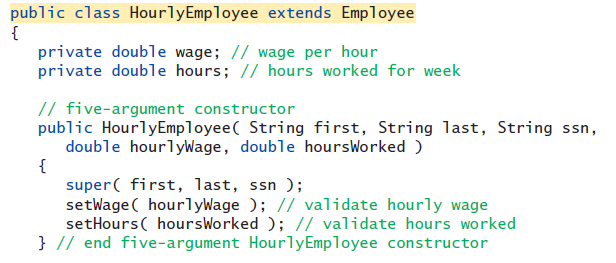 public class HourlyEmployee extends Employee
{
   private double wage; // wage per hour
   private double hours; // hours worked for week

   // five-argument constructor
   public HourlyEmployee( String first, String last, String ssn,
      double hourlyWage, double hoursWorked )
   {
      super( first, last, ssn );
      setWage( hourlyWage ); // validate hourly wage
      setHours( hoursWorked ); // validate hours worked
   } // end five-argument HourlyEmployee constructor